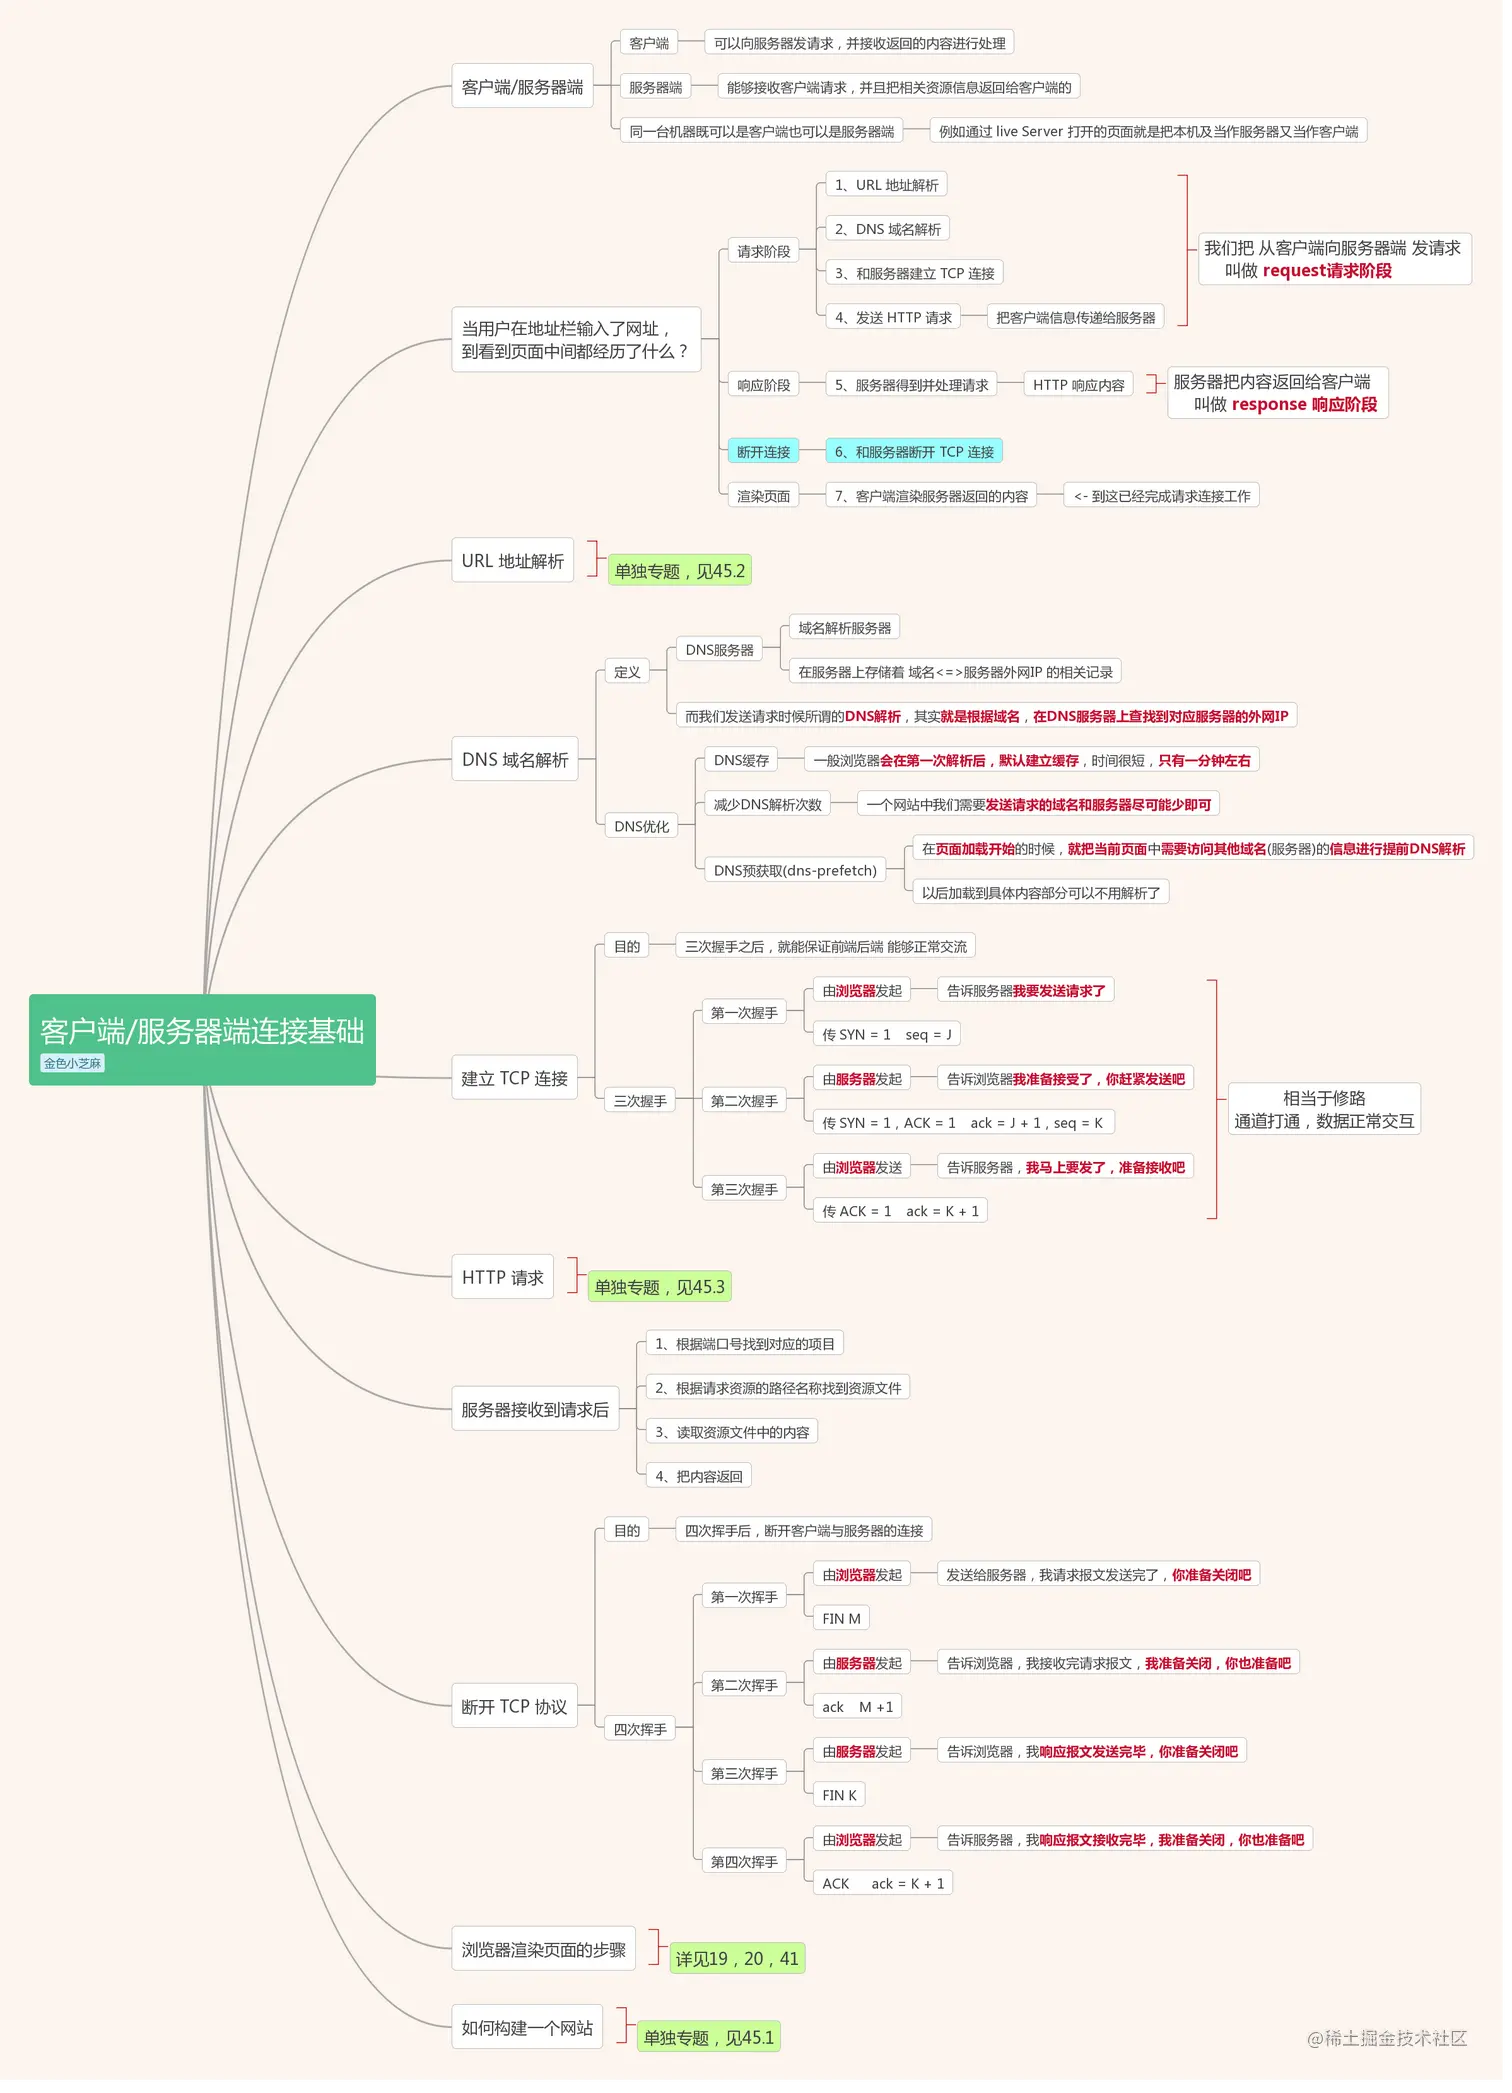 客户端/服务器端连接基础
金色小芝麻
客户端/服务器端
客户端
可以向服务器发请求，并接收返回的内容进行处理
服务器端
能够接收客户端请求，并且把相关资源信息返回给客户端的
同一台机器既可以是客户端也可以是服务器端
例如通过 live Server 打开的页面就是把本机及当作服务器又当作客户端
当用户在地址栏输入了网址，
到看到页面中间都经历了什么？
请求阶段
1、URL 地址解析
2、DNS 域名解析
3、和服务器建立 TCP 连接
4、发送 HTTP 请求
把客户端信息传递给服务器
我们把 从客户端向服务器端 发请求
叫做 request请求阶段
响应阶段
5、服务器得到并处理请求
HTTP 响应内容
服务器把内容返回给客户端
叫做 response 响应阶段
断开连接
6、和服务器断开 TCP 连接
渲染页面
7、客户端渲染服务器返回的内容
<- 到这已经完成请求连接工作
URL 地址解析
单独专题，见45.2
DNS 域名解析
定义
DNS服务器
域名解析服务器
在服务器上存储着 域名<=>服务器外网IP 的相关记录
而我们发送请求时候所谓的DNS解析，其实就是根据域名，在DNS服务器上查找到对应服务器的外网IP
DNS优化
DNS缓存
一般浏览器会在第一次解析后，默认建立缓存，时间很短，只有一分钟左右
减少DNS解析次数
一个网站中我们需要发送请求的域名和服务器尽可能少即可
DNS预获取(dns-prefetch)
在页面加载开始的时候，就把当前页面中需要访问其他域名(服务器)的信息进行提前DNS解析
以后加载到具体内容部分可以不用解析了
建立 TCP 连接
目的
三次握手之后，就能保证前端后端 能够正常交流
三次握手
第一次握手
由浏览器发起
告诉服务器我要发送请求了
传 SYN = 1 seq = J
第二次握手
由服务器发起
告诉浏览器我准备接受了，你赶紧发送吧
传 SYN = 1，ACK = 1 ack = J + 1，seq = K
第三次握手
由浏览器发送
告诉服务器，我马上要发了，准备接收吧
传 ACK = 1 ack = K + 1
相当于修路
通道打通，数据正常交互
HTTP 请求
单独专题，见45.3
服务器接收到请求后
1、根据端口号找到对应的项目
2、根据请求资源的路径名称找到资源文件
3、读取资源文件中的内容
4、把内容返回
断开 TCP 协议
目的
四次挥手后，断开客户端与服务器的连接
四次挥手
第一次挥手
由浏览器发起
发送给服务器，我请求报文发送完了，你准备关闭吧
FIN M
第二次挥手
由服务器发起
告诉浏览器，我接收完请求报文，我准备关闭，你也准备吧
ack M +1
第三次挥手
由服务器发起
告诉浏览器，我响应报文发送完毕，你准备关闭吧
FIN K
第四次挥手
由浏览器发起
告诉服务器，我响应报文接收完毕，我准备关闭，你也准备吧
ACK ack = K + 1
浏览器渲染页面的步骤
详见19，20，41
如何构建一个网站
单独专题，见45.1
@稀土掘金技术社区